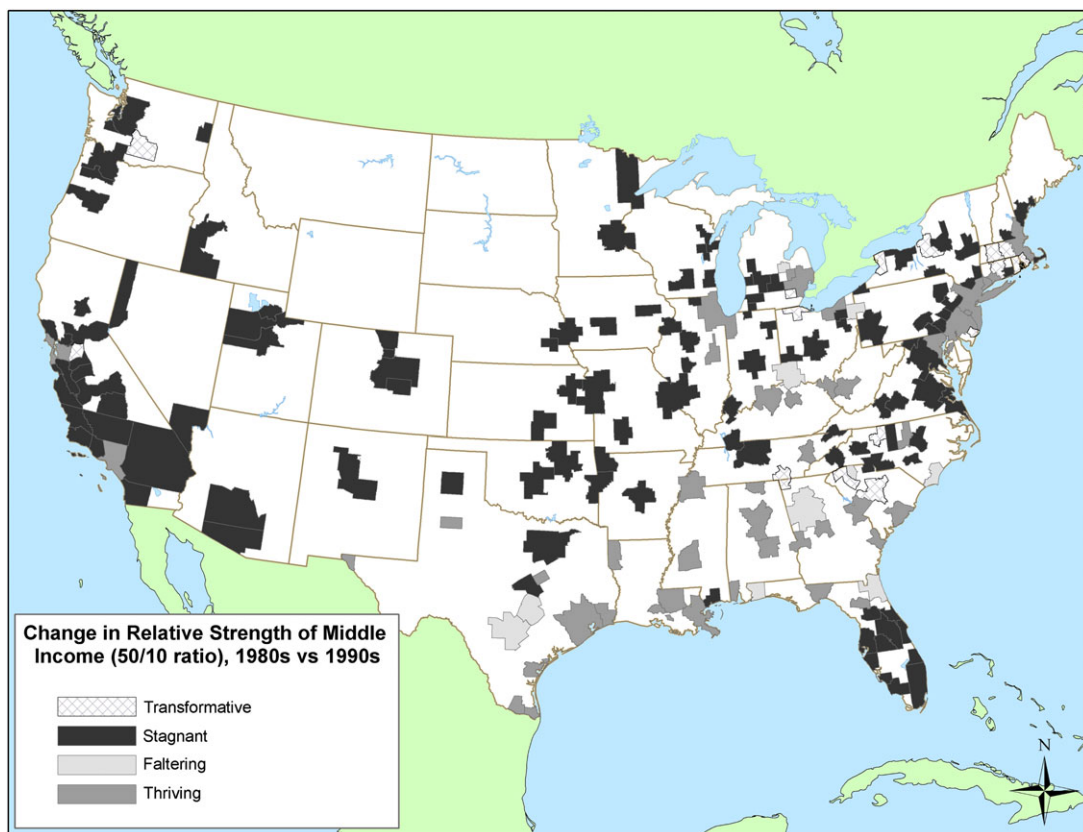 N
Change in Relative Strength of Middle
Income (50/10 ratio), 1980s vs 1990s
Transformative
Stagnant
Faltering
Thriving